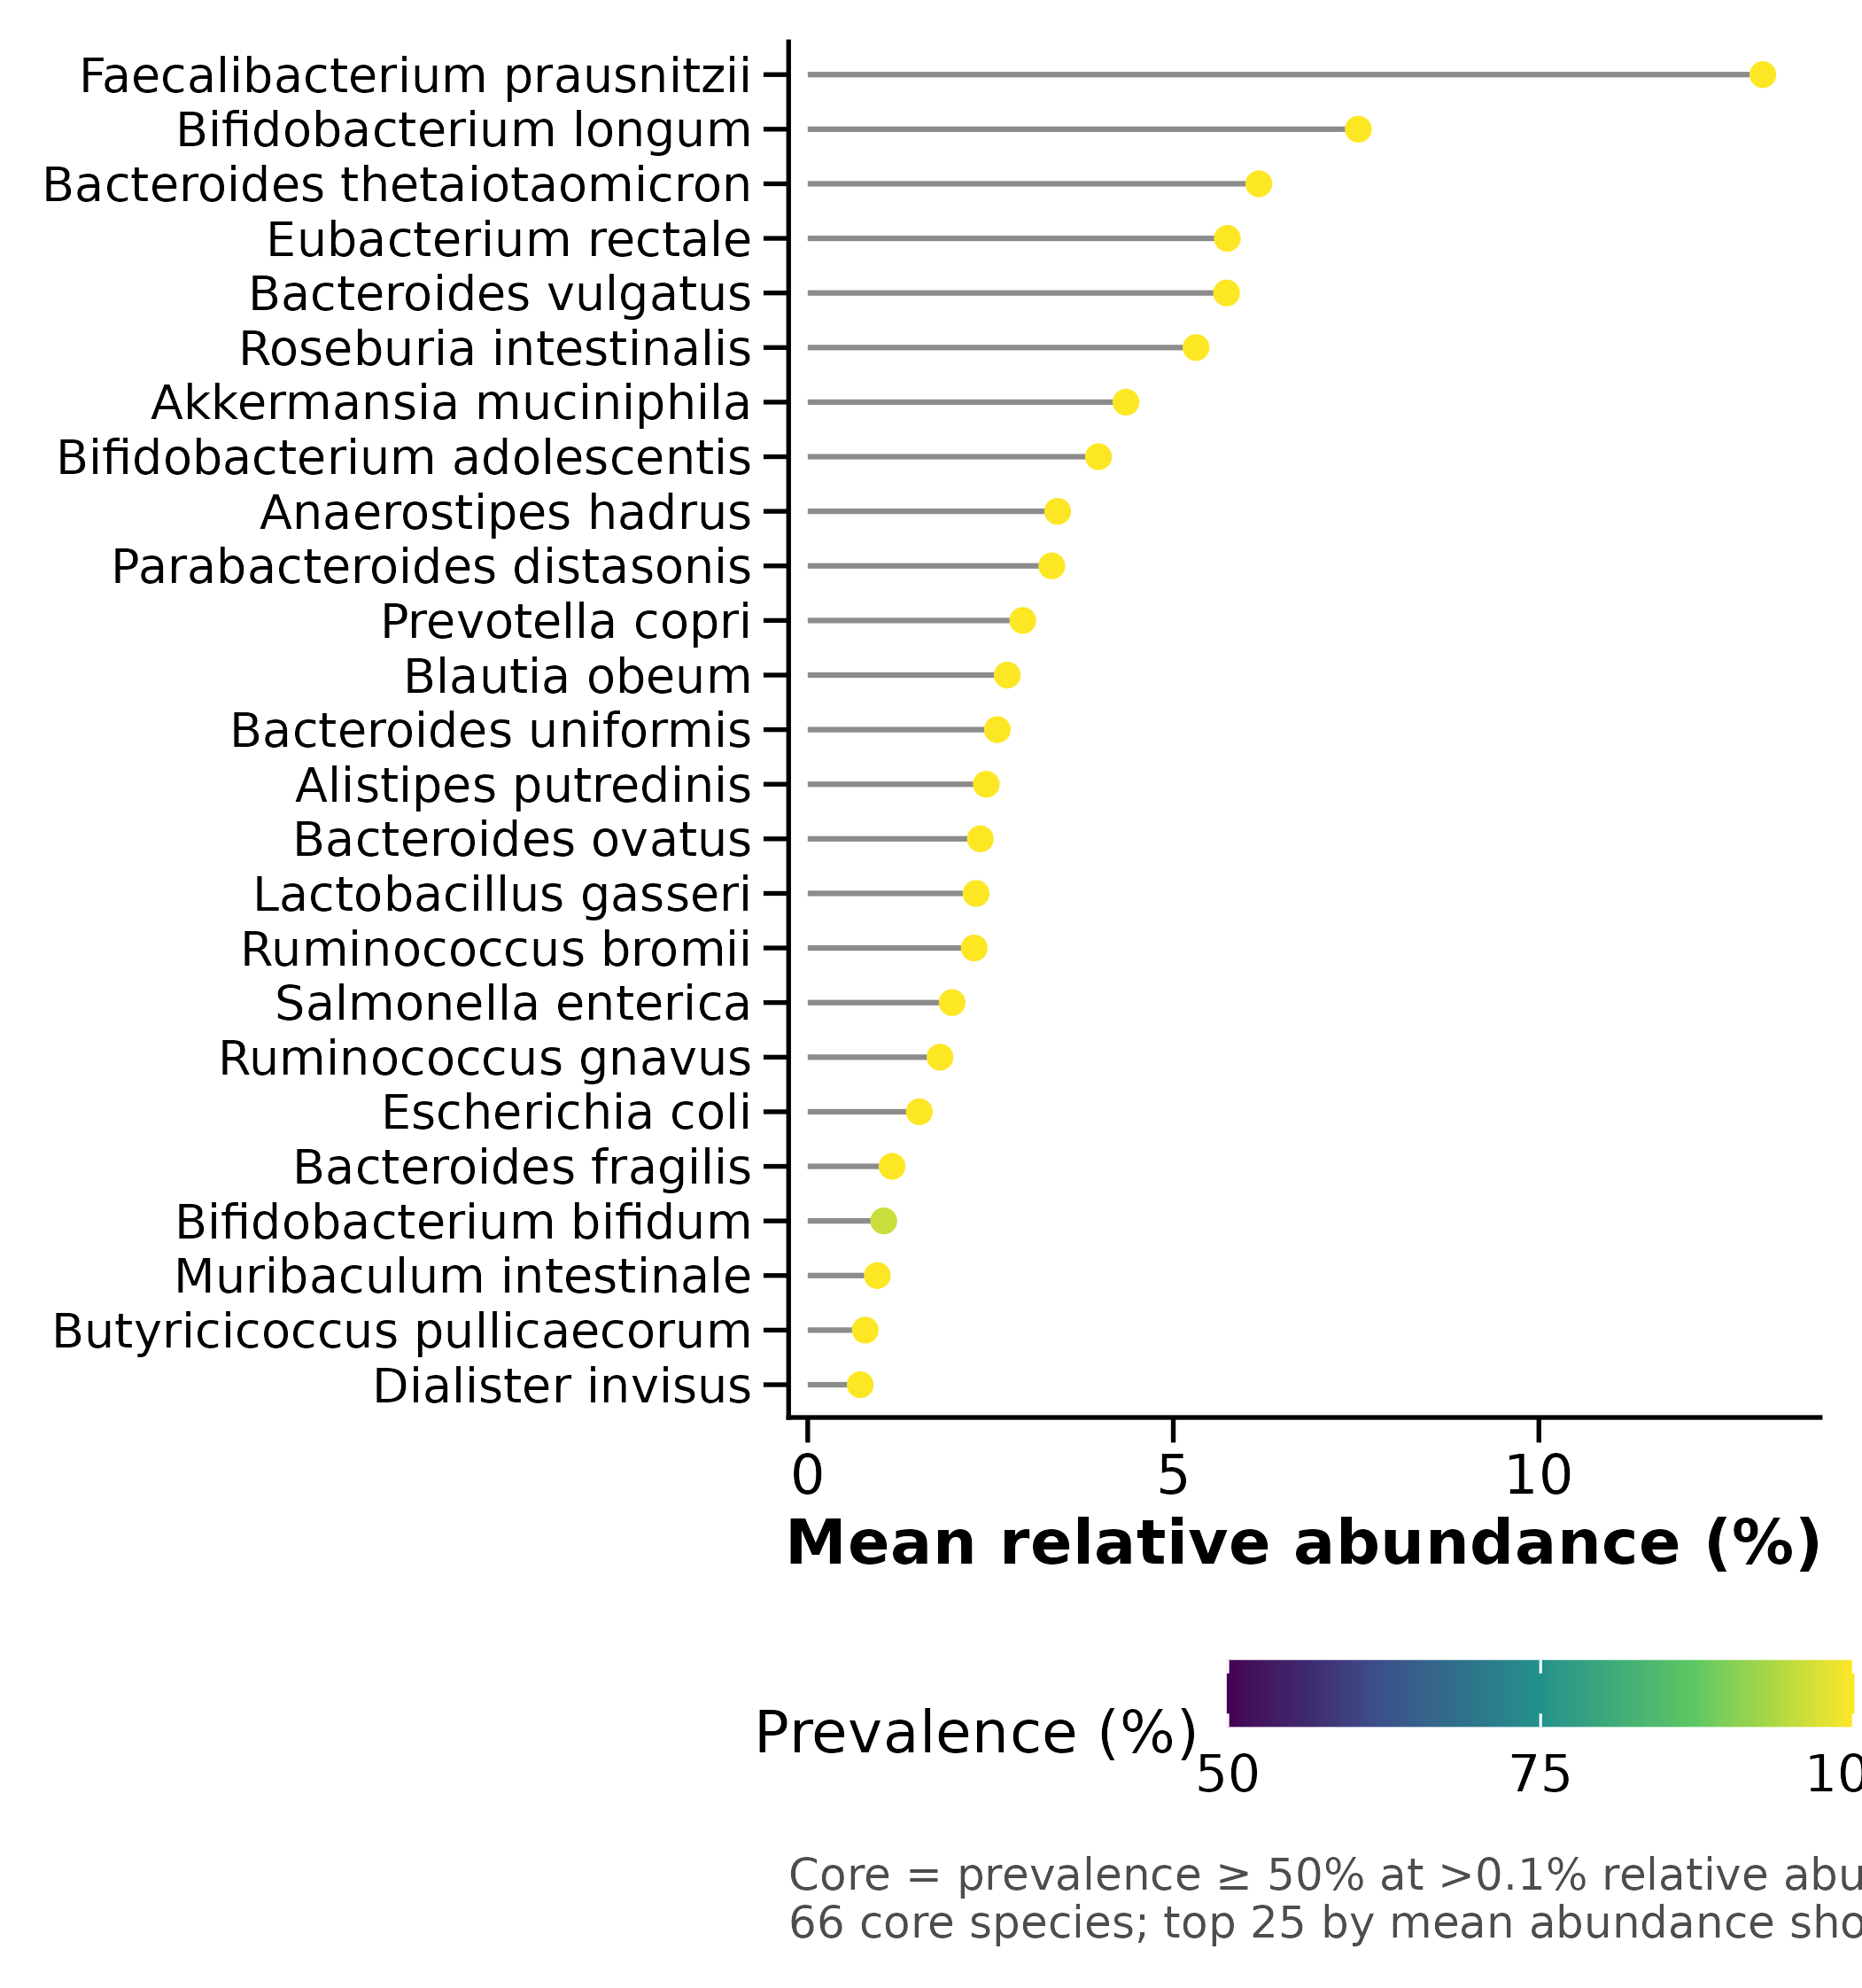 Faecalibacterium prausnitzii
Bifidobacterium longum
Bacteroides thetaiotaomicron
Eubacterium rectale
Bacteroides vulgatus
Roseburia intestinalis
Akkermansia muciniphila
Bifidobacterium adolescentis
Anaerostipes hadrus
Parabacteroides distasonis
Prevotella copri
Blautia obeum
Bacteroides uniformis
Alistipes putredinis
Bacteroides ovatus
Lactobacillus gasseri
Ruminococcus bromii
Salmonella enterica
Ruminococcus gnavus
Escherichia coli
Bacteroides fragilis
Bifidobacterium bifidum
Muribaculum intestinale
Butyricicoccus pullicaecorum
Dialister invisus
0 5 10
Mean relative abundance (%)
Prevalence (%)
50 75
Core = prevalence ≥ 50% at >0.1% relative
66 core species; top 25 by mean abundance